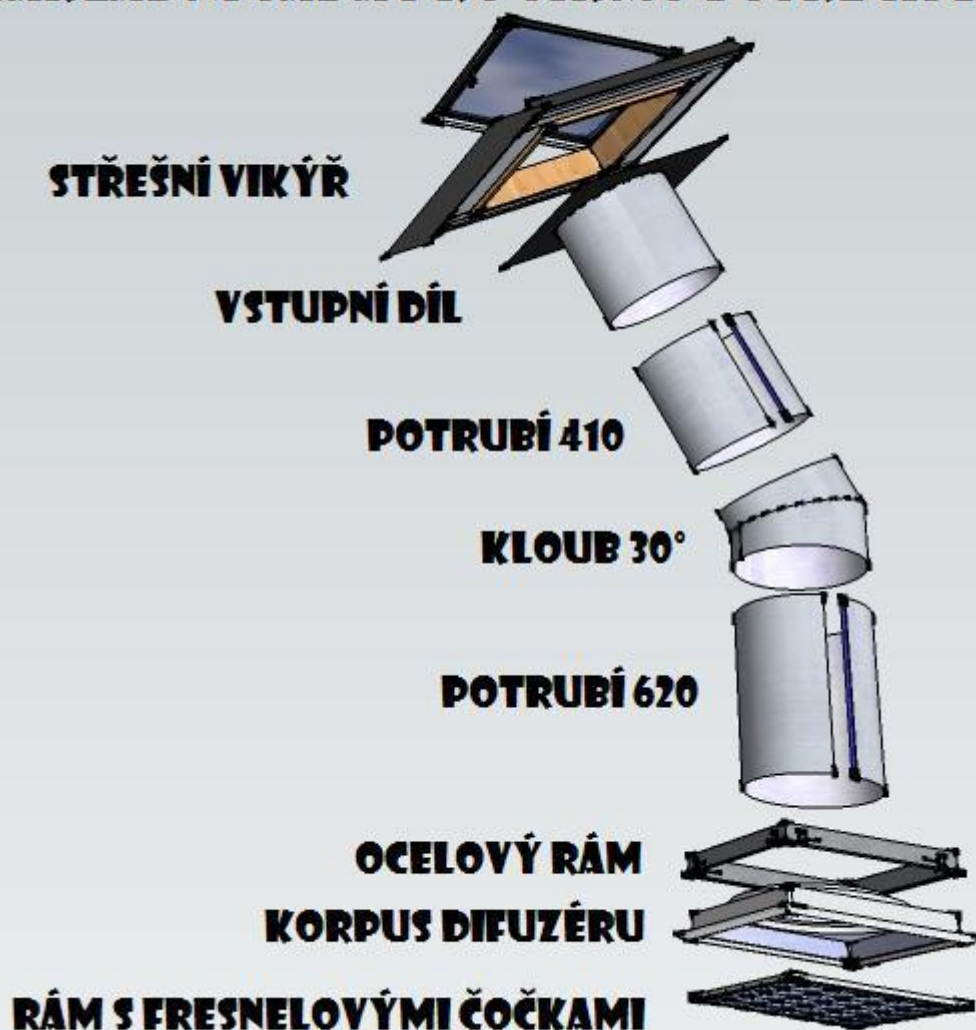 STŘEŠNÍ VIKÝŘ
VSTUPNÍ DÍL
POTRUBÍ 410
KLOUB 30°
POTRUBÍ 620
OCELOVÝ RÁM
KORPUS DIFUZÉRU
RÁM S FRESNELOVÝMI ČOČKAMI